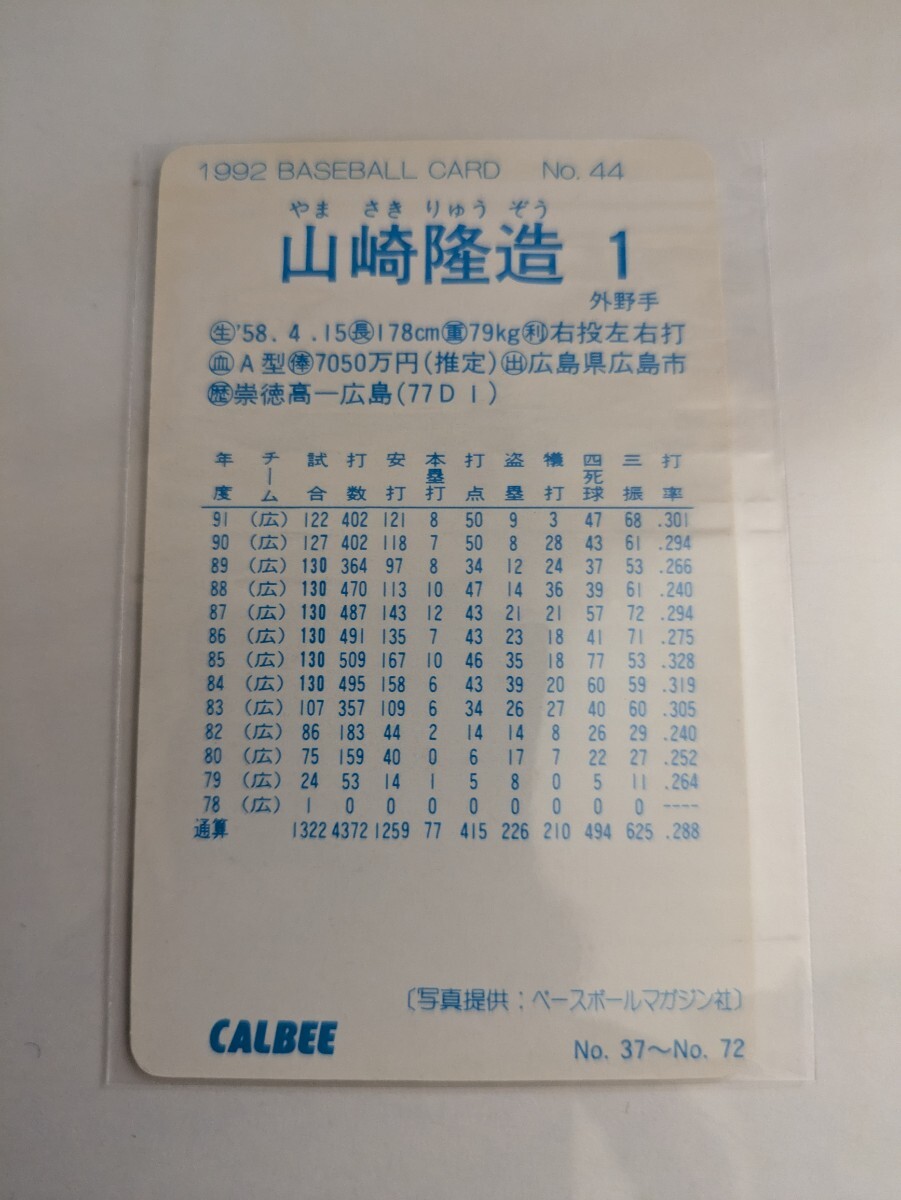 1992 BASEBALL CARD No. 44
やま さき りゅう ぞう
山崎隆造 1
外野手
生'58. 4 .15長178cm重79kg利右投左右打
血A型俸7050万円(推定)出広島県広島市
歴崇徳高—広島(77D1)
年度 チーム 試合 打数 安打 本塁打 打点 盗塁 犠打 四死球 三振 打率
91 (広) 122 402 121 8 50 9 3 47 68 .301
90 (広) 127 402 118 7 50 8 28 43 61 .294
89 (広) 130 364 97 8 34 12 24 37 53 .266
88 (広) 130 470 113 10 47 14 36 39 61 .240
87 (広) 130 487 143 12 43 21 21 57 72 .294
86 (広) 130 491 135 7 43 23 18 41 71 .275
85 (広) 130 509 167 10 46 35 18 77 53 .328
84 (広) 130 495 158 6 43 39 20 60 59 .319
83 (広) 107 357 109 6 34 26 27 40 60 .305
82 (広) 86 183 44 2 14 14 8 26 29 .240
80 (広) 75 159 40 0 6 17 7 22 27 .252
79 (広) 24 53 14 1 5 8 0 5 11 .264
78 (広) 1 0 0 0 0 0 0 0 0 ----
通算 1322 4372 1259 77 415 226 210 494 625 .288
〔写真提供；ベースボールマガジン社〕
CALBEE
No. 37～No. 72